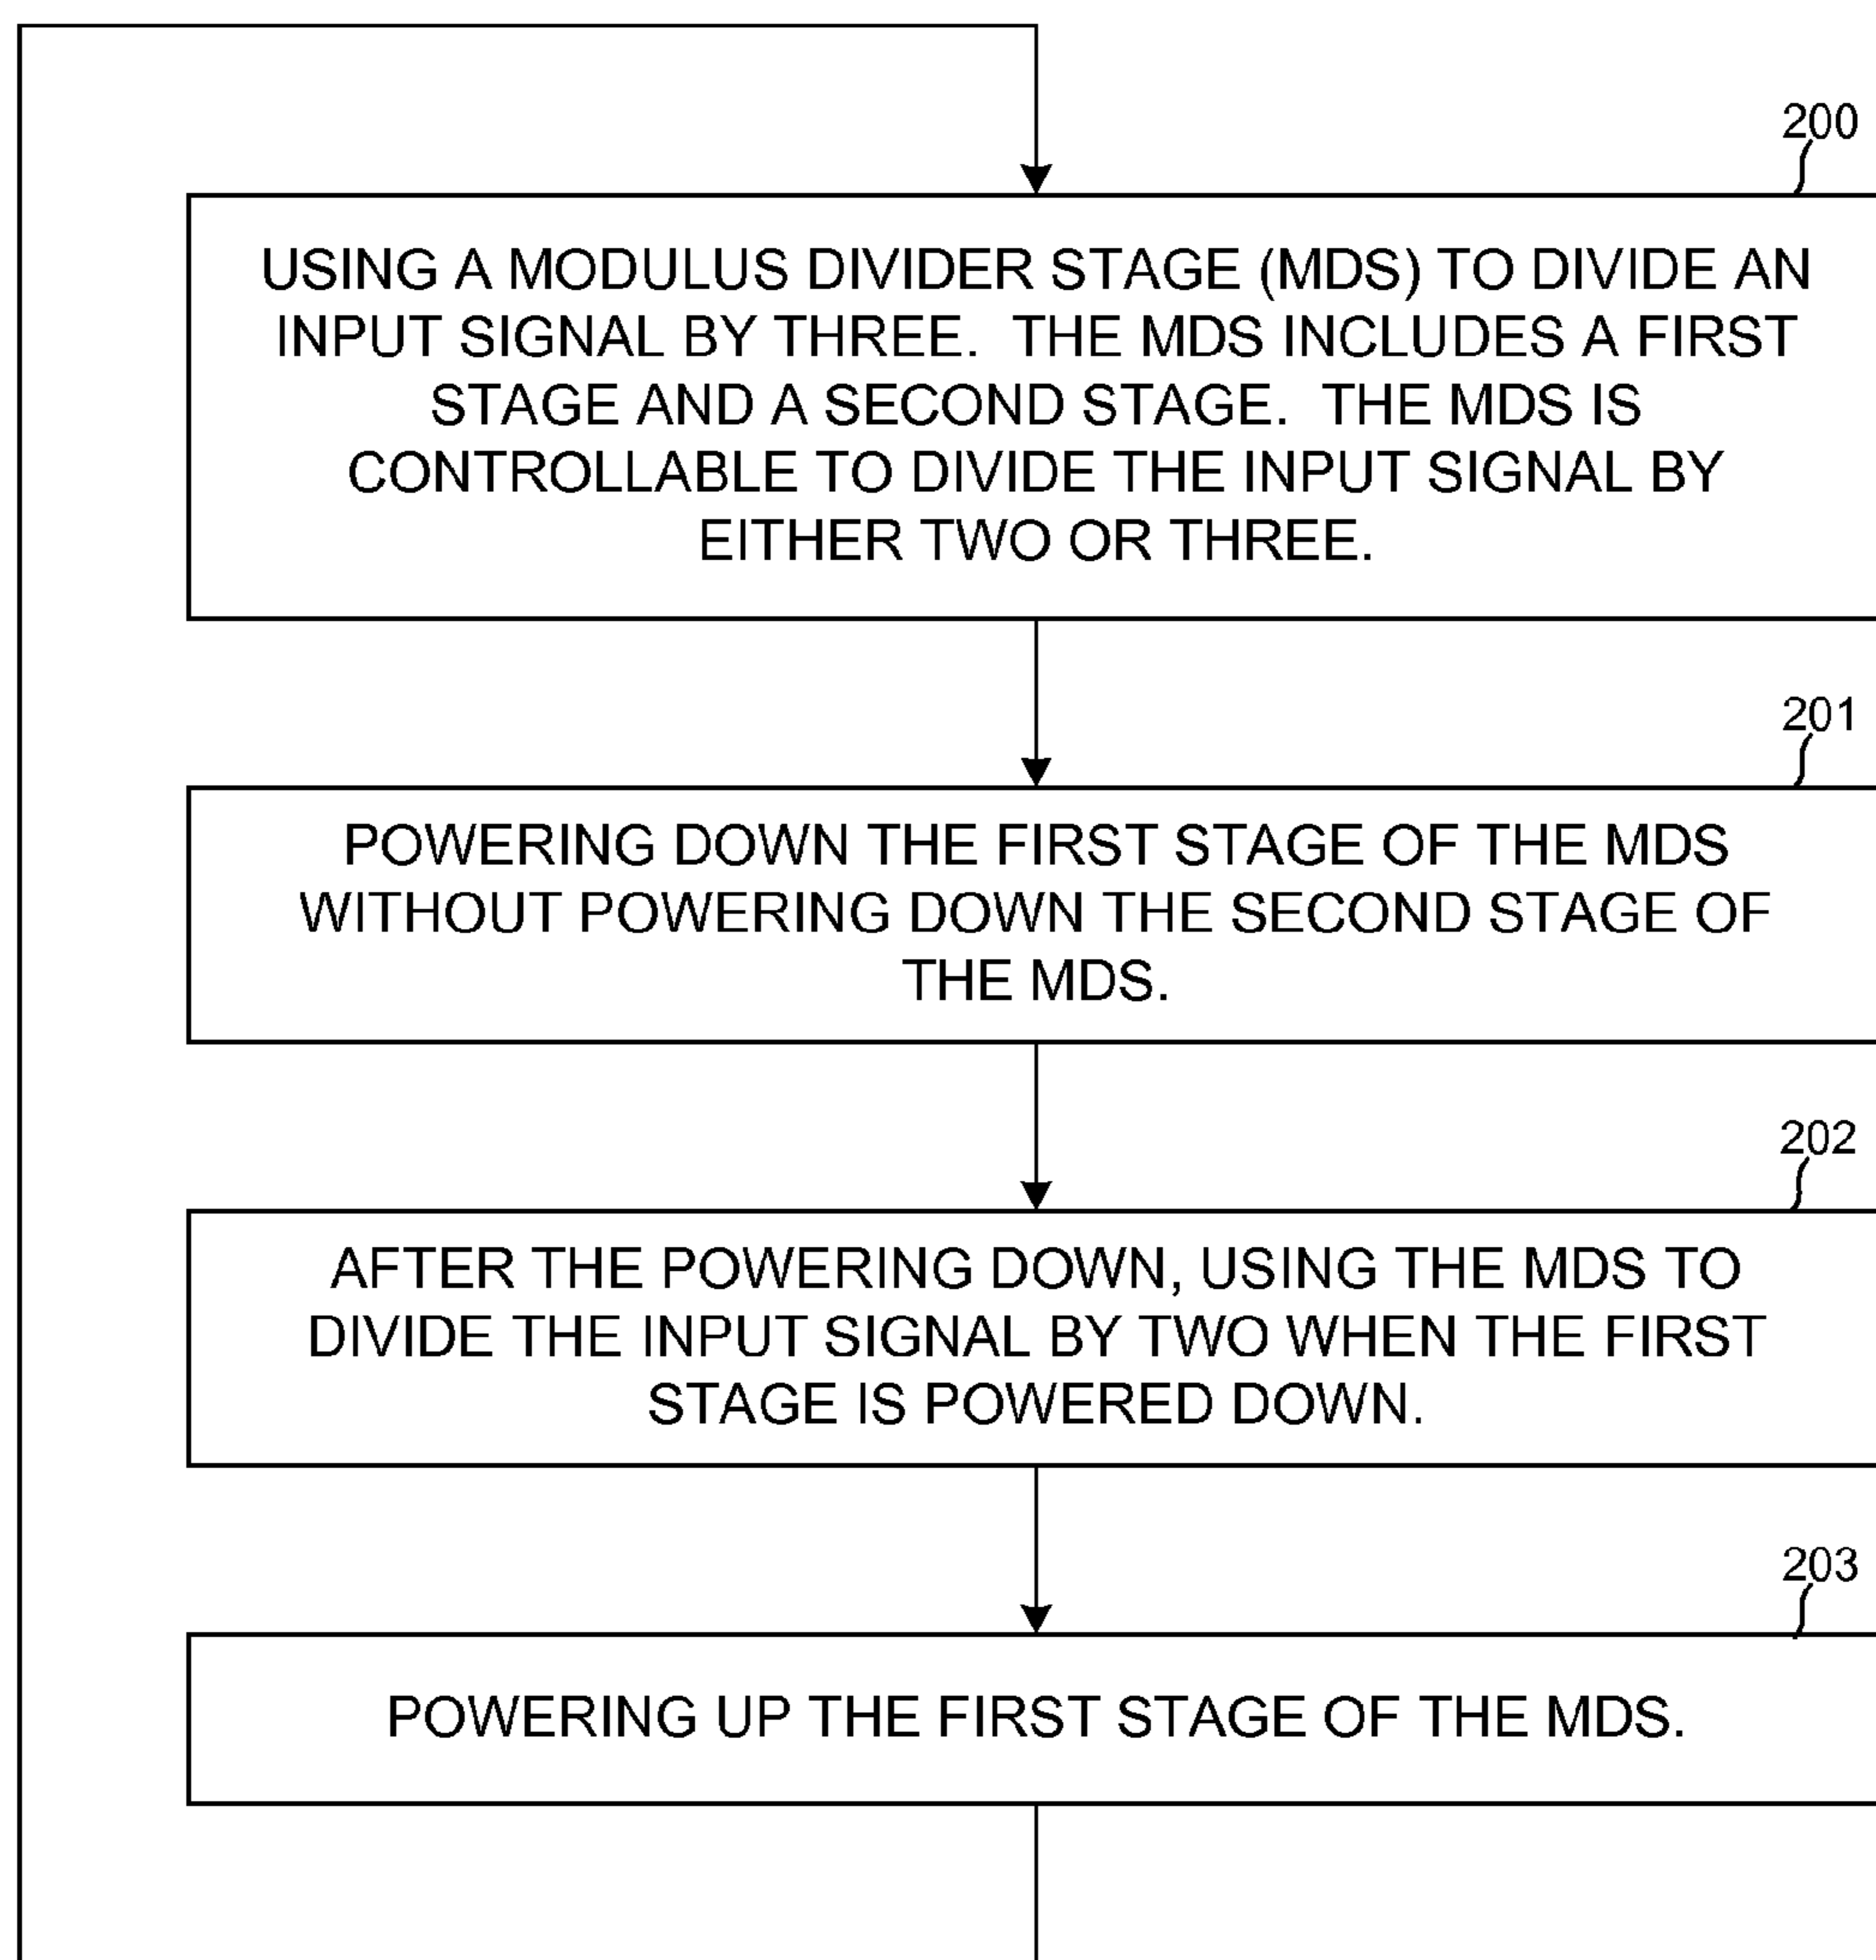 200
USING A MODULUS DIVIDER STAGE (MDS) TO DIVIDE AN
INPUT SIGNAL BY THREE. THE MDS INCLUDES A FIRST
STAGE AND A SECOND STAGE. THE MDS IS
CONTROLLABLE TO DIVIDE THE INPUT SIGNAL BY
EITHER TWO OR THREE.
201
POWERING DOWN THE FIRST STAGE OF THE MDS
WITHOUT POWERING DOWN THE SECOND STAGE OF
THE MDS.
202
AFTER THE POWERING DOWN, USING THE MDS TO
DIVIDE THE INPUT SIGNAL BY TWO WHEN THE FIRST
STAGE IS POWERED DOWN.
203
POWERING UP THE FIRST STAGE OF THE MDS.